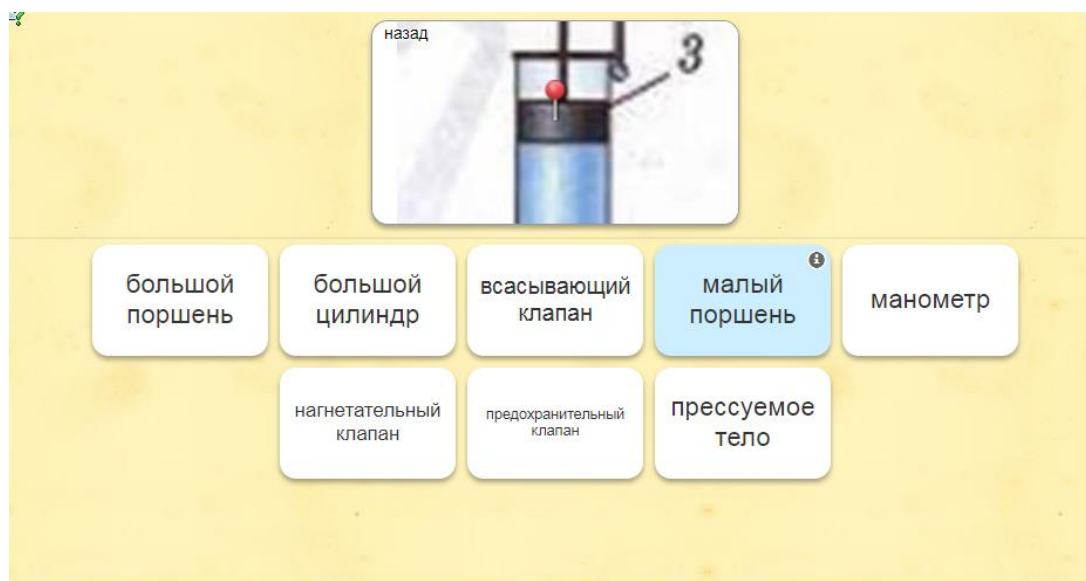 назад
3
большой
поршень
большой
цилиндр
всасывающий
клапан
малый
поршень
манометр
нагнетательный
клапан
предохранительный
клапан
прессуемое
тело